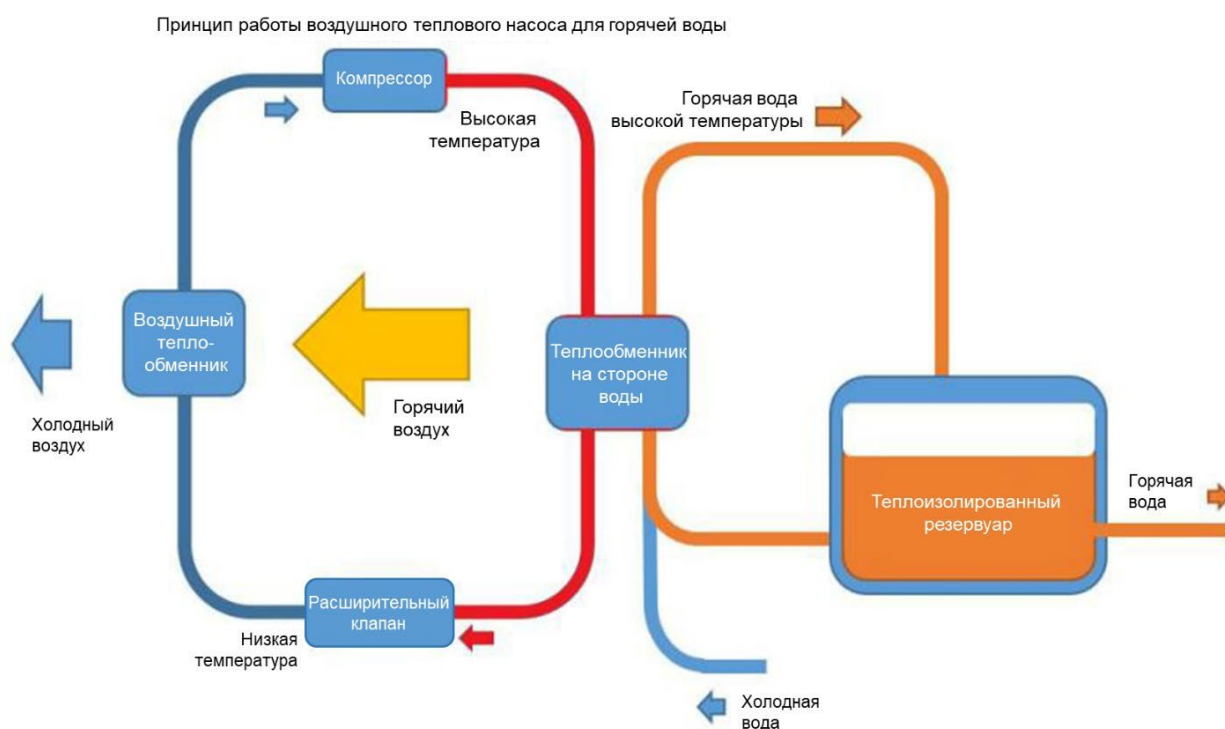 Принцип работы воздушного теплового насоса для горячей воды
Компрессор
Высокая
температура
Горячая вода
высокой температуры
Воздушный
тепло-
обменник
Холодный
воздух
Горячий
воздух
Теплообменник
на стороне
воды
Теплоизолированный
резервуар
Горячая
вода
Расширительный
клапан
Низкая
температура
Холодная
вода